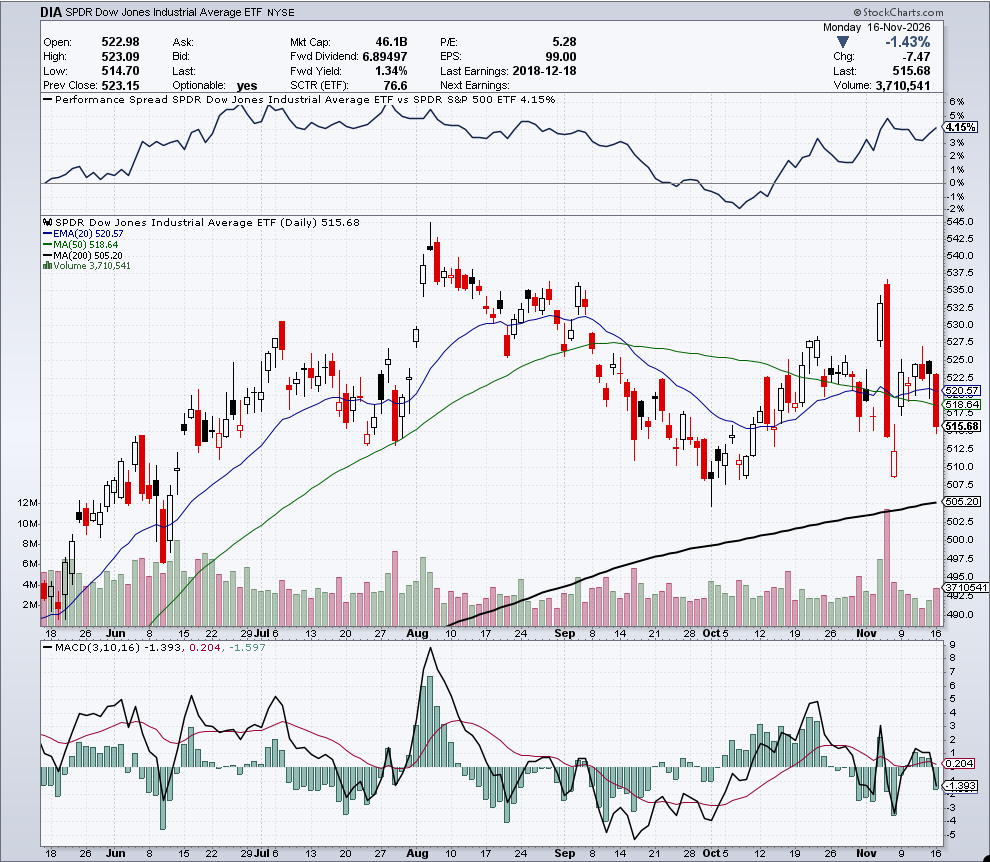 DIA SPDR Dow Jones Industrial Average ETF NYSE © StockCharts.com
Monday 16-Nov-2026
Open: 522.98 Ask: Mkt Cap: 46.1B P/E: 5.28 ▼ -1.43%
High: 523.09 Bid: Fwd Dividend: 6.89497 EPS: 99.00 Chg: -7.47
Low: 514.70 Last: Fwd Yield: 1.34% Last Earnings: 2018-12-18 Last: 515.68
Prev Close: 523.15 Optionable: yes SCTR (ETF): 76.6 Next Earnings: Volume: 3,710,541
Performance Spread SPDR Dow Jones Industrial Average ETF vs SPDR S&P 500 ETF 4.15%
6%
5%
4.15%
3%
2%
1%
0%
-1%
-2%
SPDR Dow Jones Industrial Average ETF (Daily) 515.68
EMA(20) 520.57
MA(50) 518.64
MA(200) 505.20
Volume 3,710,541
545.0
542.5
540.0
537.5
535.0
532.5
530.0
527.5
525.0
522.5
520.57
518.64
517.5
515.68
512.5
510.0
507.5
505.20
502.5
500.0
497.5
495.0
3710541
492.5
490.0
12M
10M
8M
6M
4M
2M
18 26 Jun 8 15 22 29 Jul 6 13 20 27 Aug 10 17 24 Sep 8 14 21 28 Oct 5 12 19 26 Nov 9 16
MACD(3,10,16) -1.393, 0.204, -1.597
9
8
7
6
5
4
3
2
1
0.204
-1.393
-2
-3
-4
-5
18 26 Jun 8 15 22 29 Jul 6 13 20 27 Aug 10 17 24 Sep 8 14 21 28 Oct 5 12 19 26 Nov 9 16